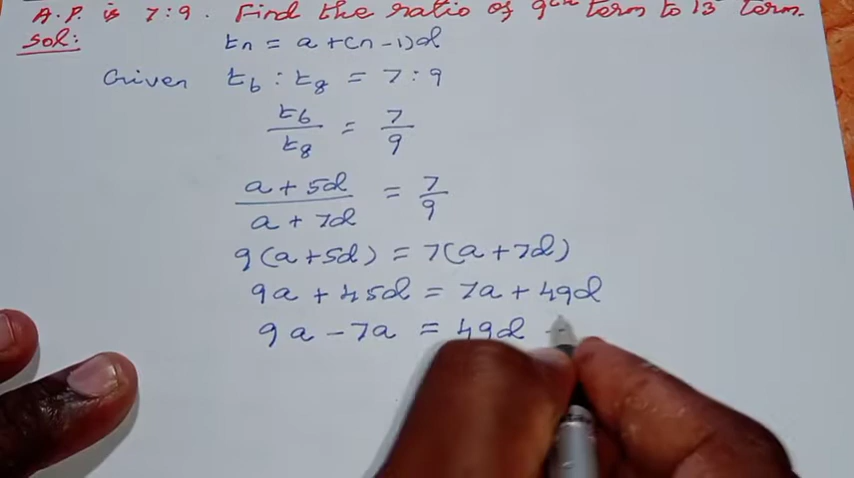 A.P. is 7:9. Find the ratio of 9th term to 13th term.
Sol:
tn = a + (n - 1)d
Given t6 : t8 = 7 : 9
t6/t8 = 7/9
a + 5d / a + 7d = 7/9
9(a + 5d) = 7(a + 7d)
9a + 45d = 7a + 49d
9a - 7a = 49d -